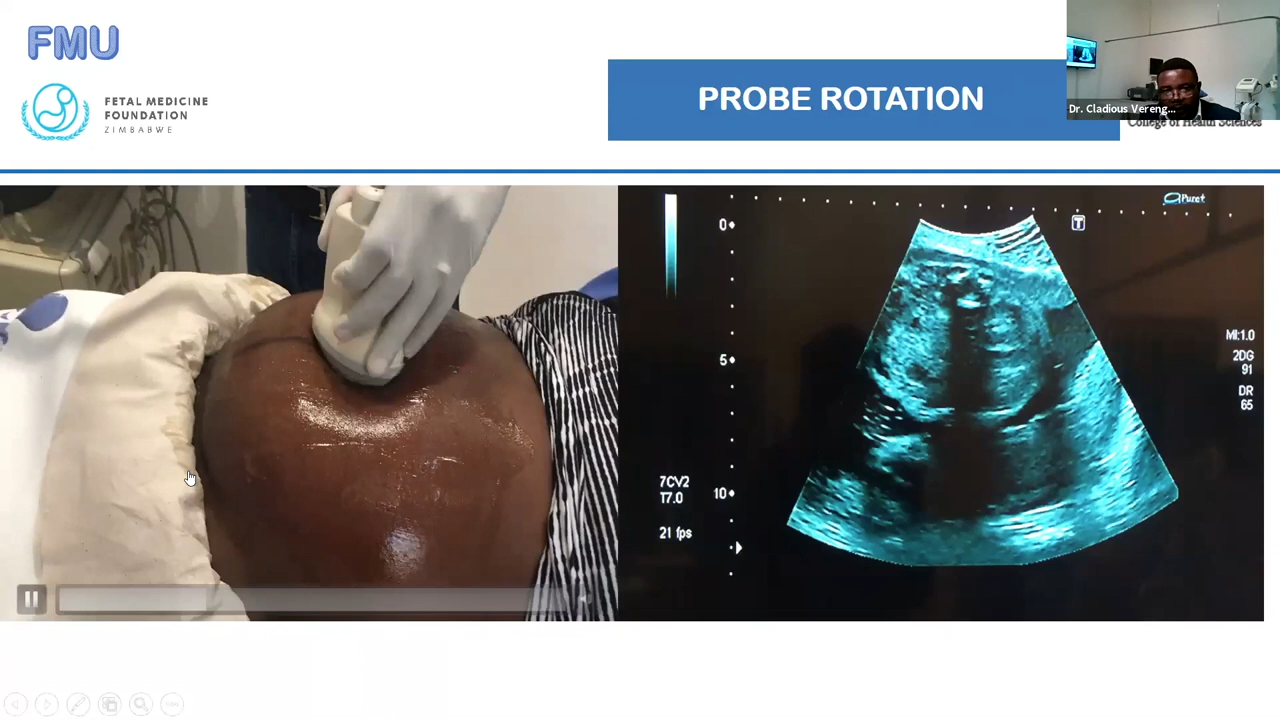 FMU
FETAL MEDICINE
FOUNDATION
ZIMBABWE
PROBE ROTATION
Dr. Cladious Vereng...
College of Health Sciences
0
5
10
7CV2
T7.0
21 fps
T
MI:1.0
2DG
91
DR
65